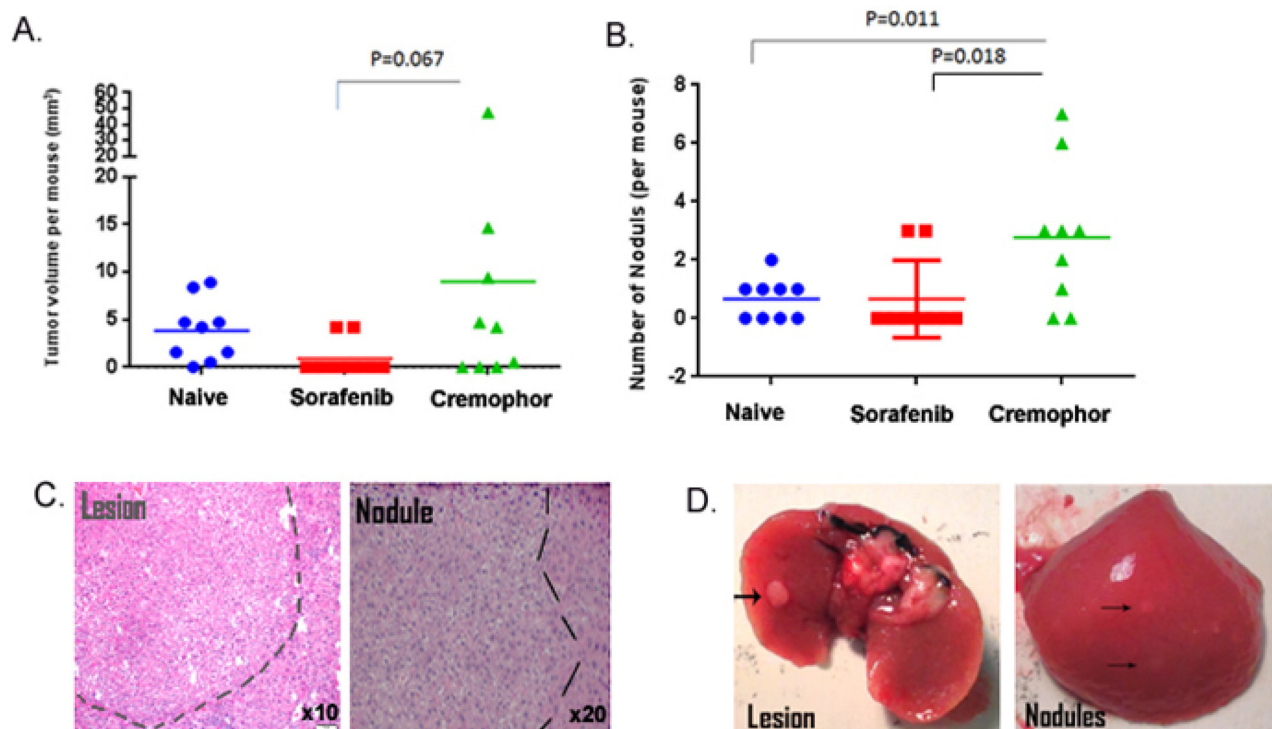 A.
P=0.067
Tumor volume per mouse (mm³)
60
50
40
30
20
20
15
10
5
0
Naive Sorafenib Cremophor
B.
P=0.011
P=0.018
Number of Noduls (per mouse)
8
6
4
2
0
-2
Naive Sorafenib Cremophor
C.
Lesion
x10
Nodule
x20
D.
Lesion
Nodules